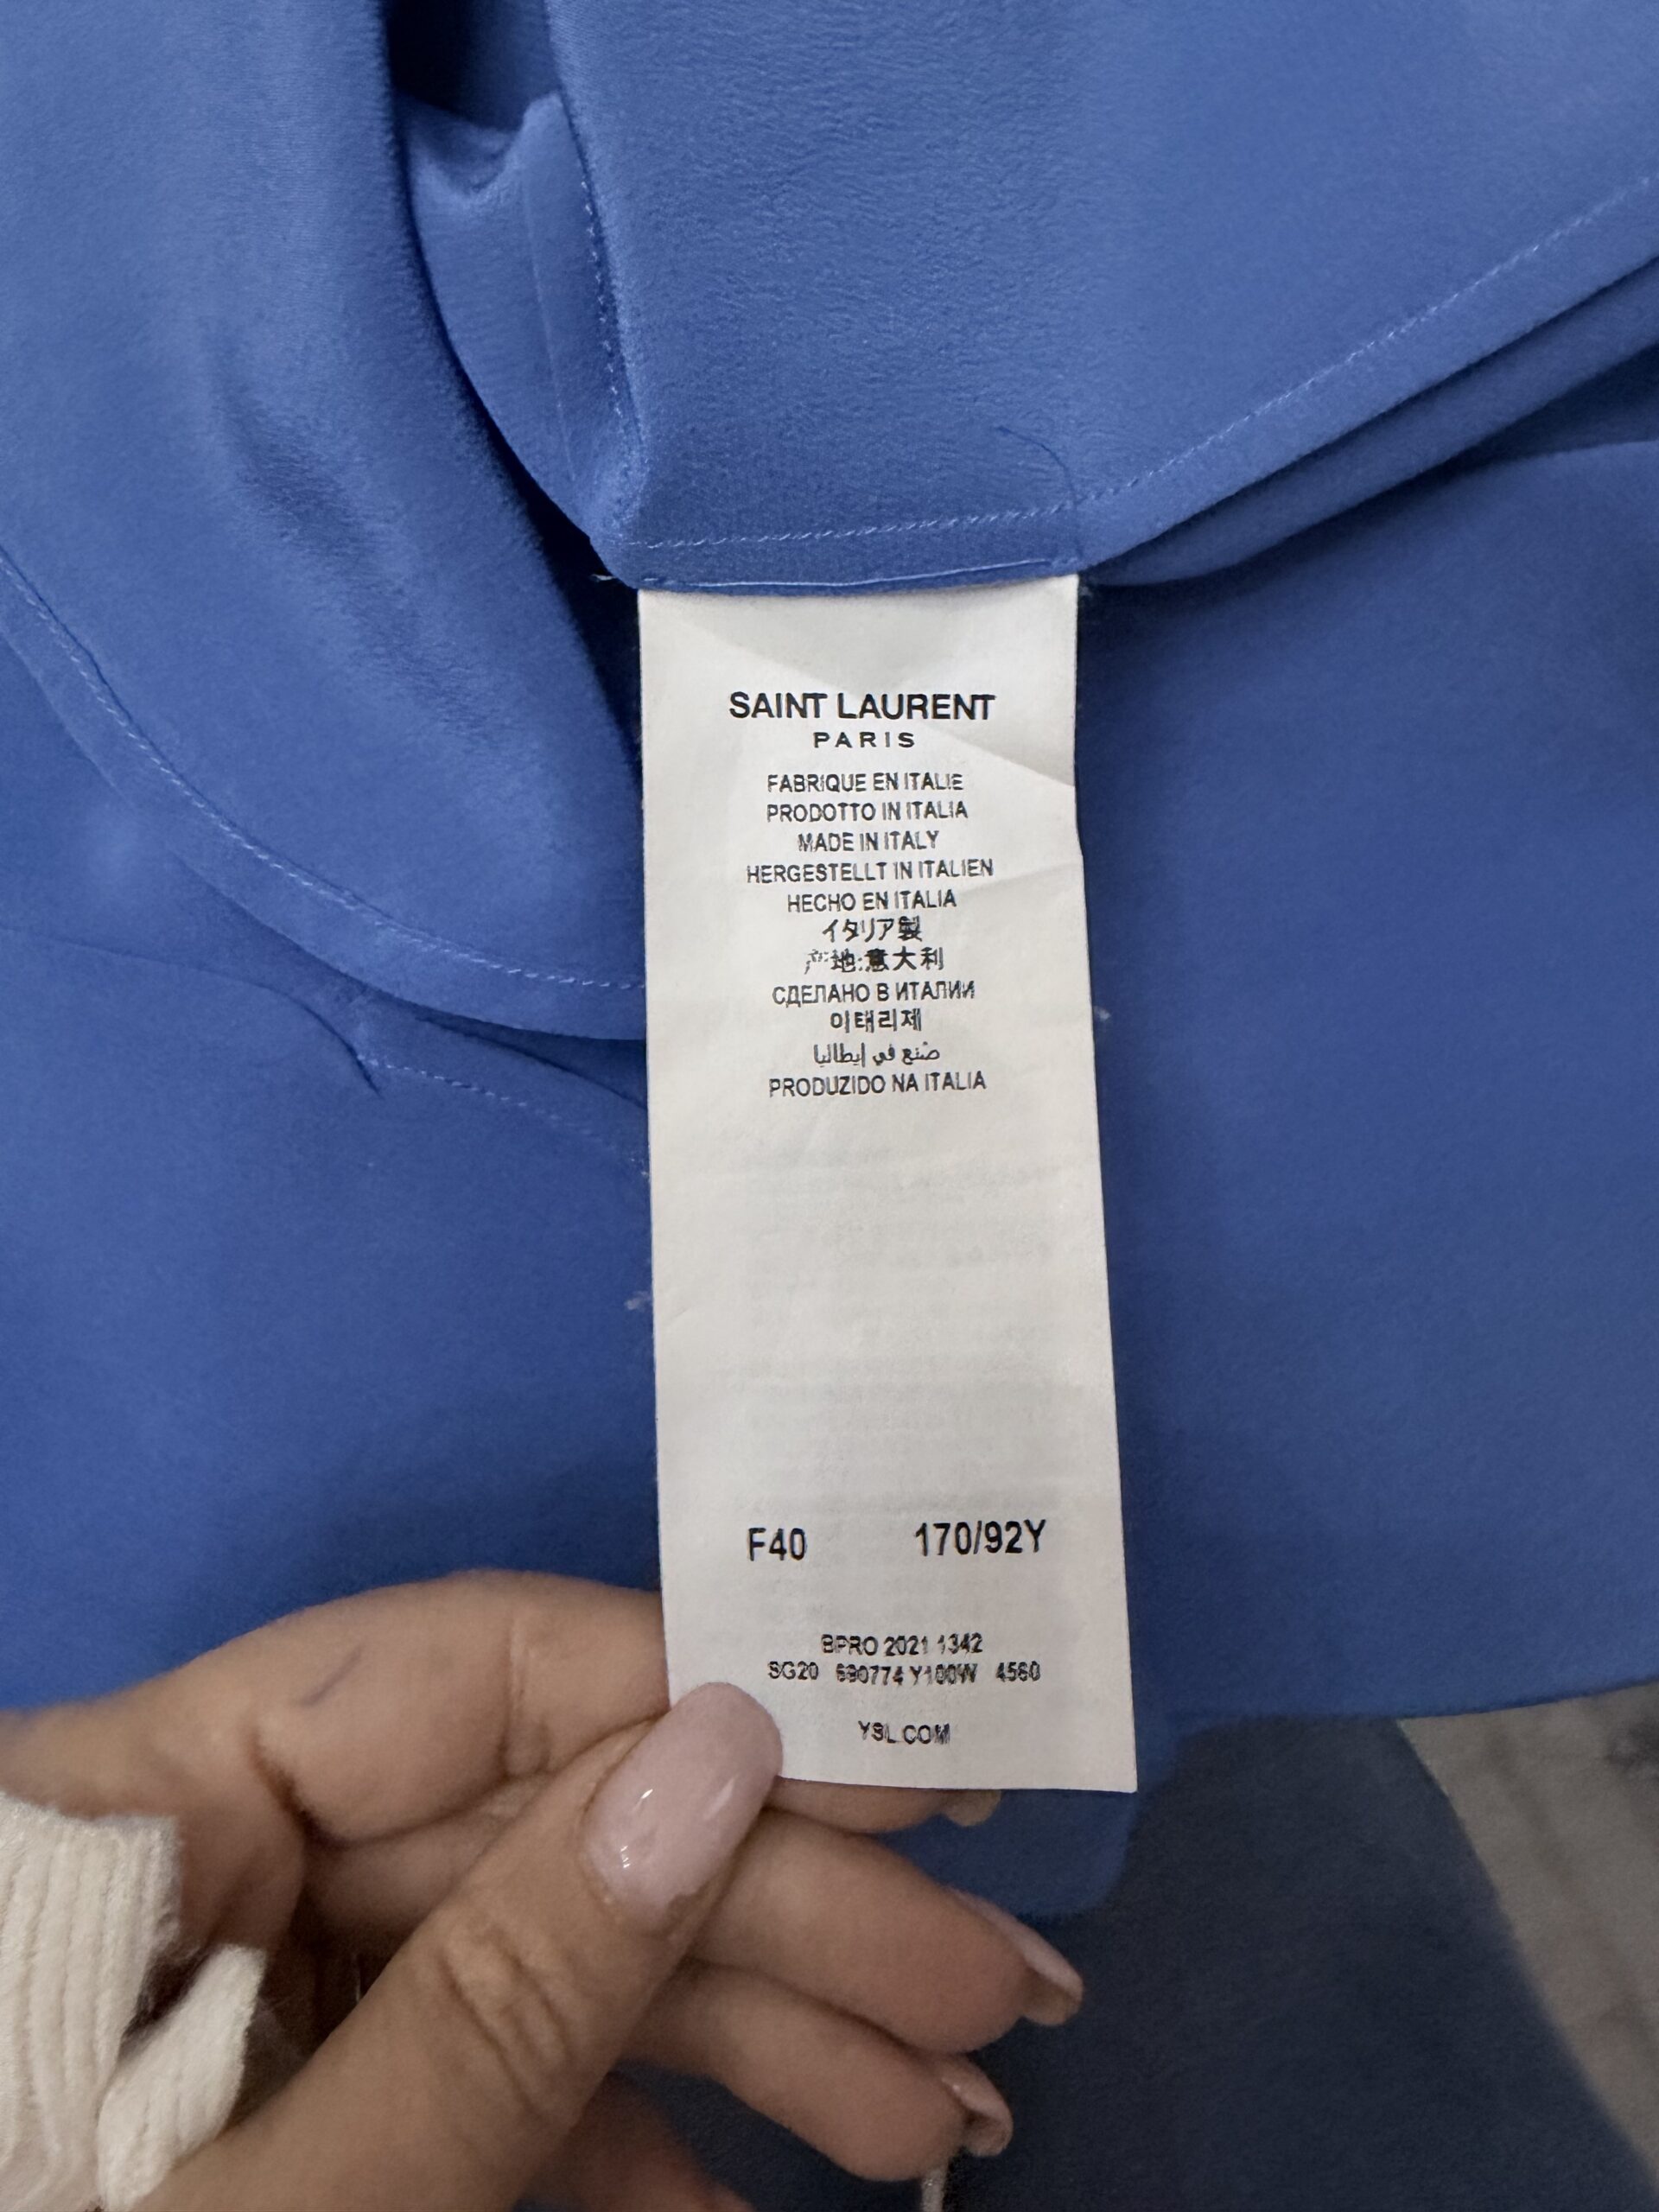 SAINT LAURENT
PARIS
FABRIQUE EN ITALIE
PRODOTTO IN ITALIA
MADE IN ITALY
HERGESTELLT IN ITALIEN
HECHO EN ITALIA
イタリア製
产地:意大利
СДЕЛАНО В ИТАЛИИ
이태리제
صُنع في إيطاليا
PRODUZIDO NA ITALIA
F40 170/92Y
BPRO 2021 1342
SG20 690774 Y100W 4560
YSL.COM